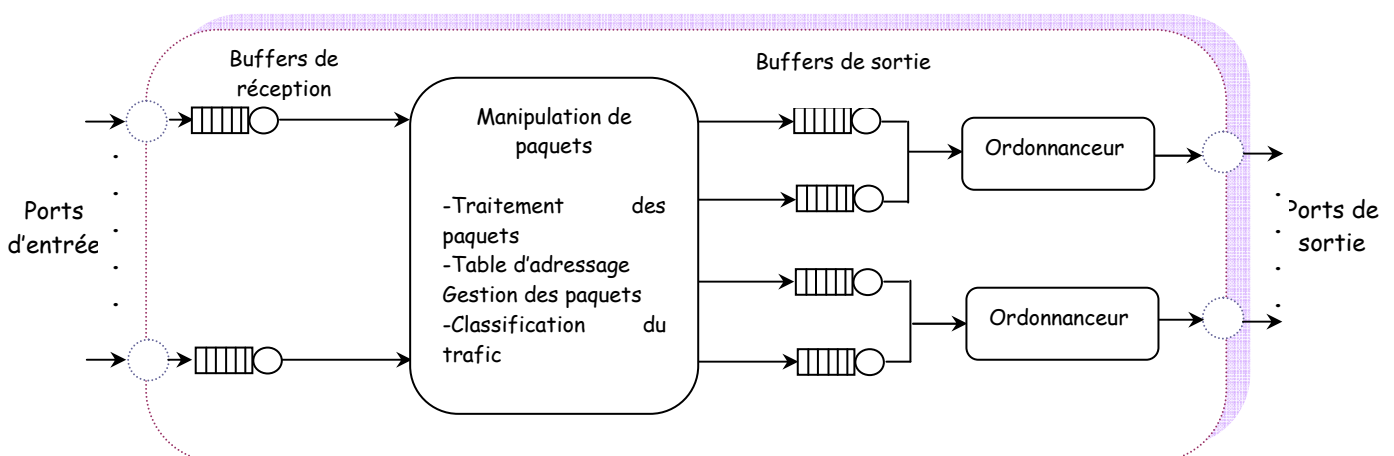 Buffers de
réception
Buffers de sortie
Manipulation de
paquets
-Traitement des
paquets
-Table d'adressage
Gestion des paquets
-Classification du
trafic
Ordonnanceur
Ordonnanceur
Ports
d'entrée
Ports de
sortie